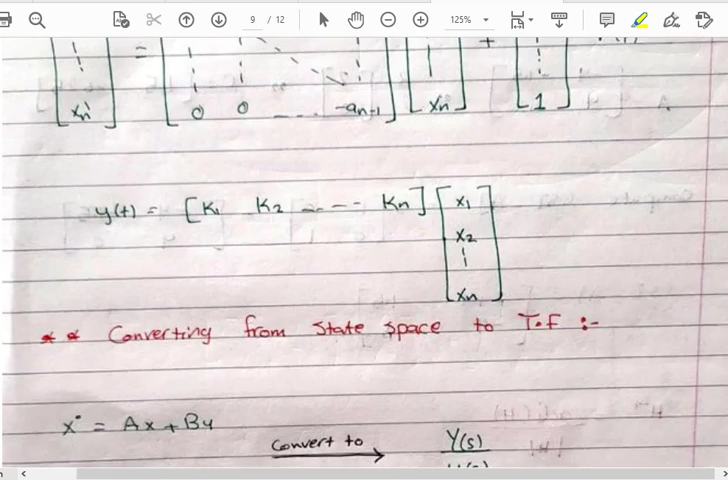 9 / 12
125%
=
+
xn˙
0 0 ---- -an-1
xn
1
y(t) = [K1 K2 ------ Kn]
x1
x2
xn
** Converting from State space to T.F :-
x˙ = Ax + Bu
Convert to
Y(s)